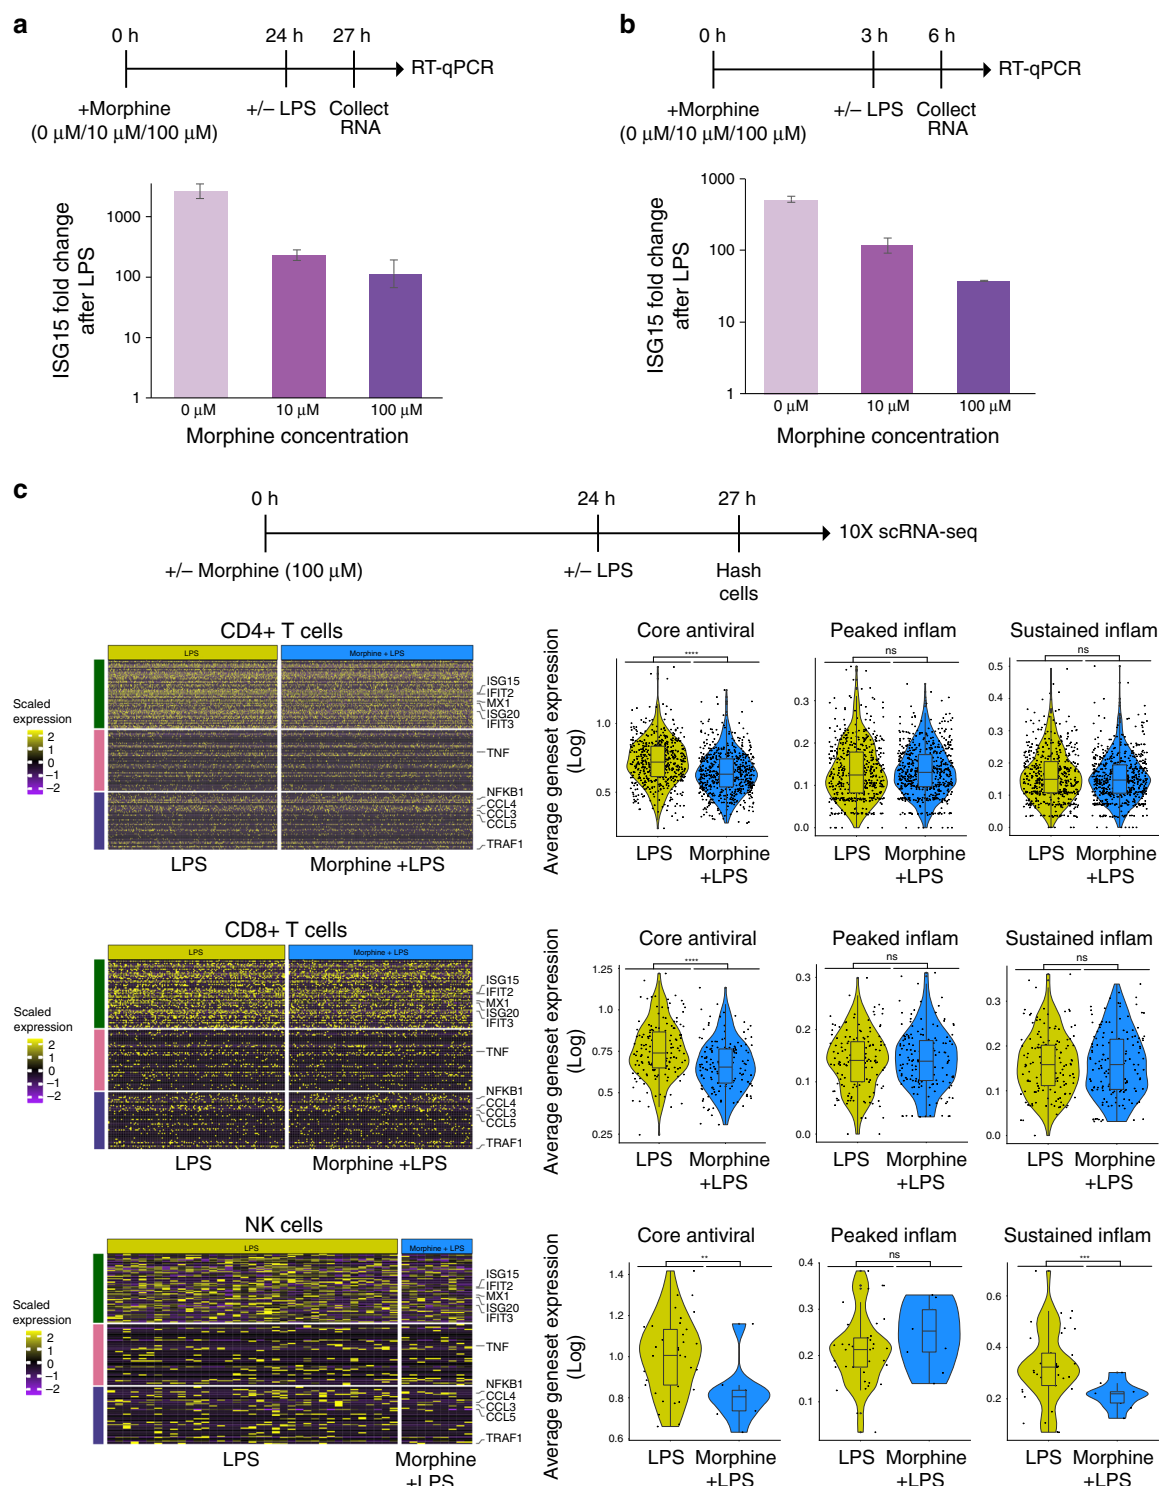 a
0 h
24 h
27 h
RT-qPCR
+Morphine
(0 μM/10 μM/100 μM)
+/− LPS
Collect
RNA
ISG15 fold change
after LPS
1000
100
10
1
0 μM
10 μM
100 μM
Morphine concentration
b
0 h
3 h
6 h
RT-qPCR
+Morphine
(0 μM/10 μM/100 μM)
+/− LPS
Collect
RNA
ISG15 fold change
after LPS
1000
100
10
1
0 μM
10 μM
100 μM
Morphine concentration
c
0 h
24 h
27 h
10X scRNA-seq
+/− Morphine (100 μM)
+/− LPS
Hash
cells
CD4+ T cells
LPS
Morphine + LPS
Scaled
expression
2
1
0
−1
−2
ISG15
IFIT2
MX1
ISG20
IFIT3
TNF
NFKB1
CCL4
CCL3
CCL5
TRAF1
LPS
Morphine +LPS
Average geneset expression
(Log)
Core antiviral
****
1.0
0.5
LPS
Morphine
+LPS
Peaked inflam
ns
0.3
0.2
0.1
0.0
LPS
Morphine
+LPS
Sustained inflam
ns
0.5
0.4
0.3
0.2
0.1
0.0
LPS
Morphine
+LPS
CD8+ T cells
LPS
Morphine + LPS
Scaled
expression
2
1
0
−1
−2
ISG15
IFIT2
MX1
ISG20
IFIT3
TNF
NFKB1
CCL4
CCL3
CCL5
TRAF1
LPS
Morphine +LPS
Average geneset expression
(Log)
Core antiviral
****
1.25
1.0
0.75
0.50
0.25
LPS
Morphine
+LPS
Peaked inflam
ns
0.3
0.2
0.1
0.0
LPS
Morphine
+LPS
Sustained inflam
ns
0.3
0.2
0.1
0.0
LPS
Morphine
+LPS
NK cells
LPS
Morphine + LPS
Scaled
expression
2
1
0
−1
−2
ISG15
IFIT2
MX1
ISG20
IFIT3
TNF
NFKB1
CCL4
CCL3
CCL5
TRAF1
LPS
Morphine
+LPS
Average geneset expression
(Log)
Core antiviral
**
1.4
1.2
1.0
0.8
0.6
LPS
Morphine
+LPS
Peaked inflam
ns
0.4
0.3
0.2
0.1
LPS
Morphine
+LPS
Sustained inflam
***
0.6
0.4
0.2
LPS
Morphine
+LPS